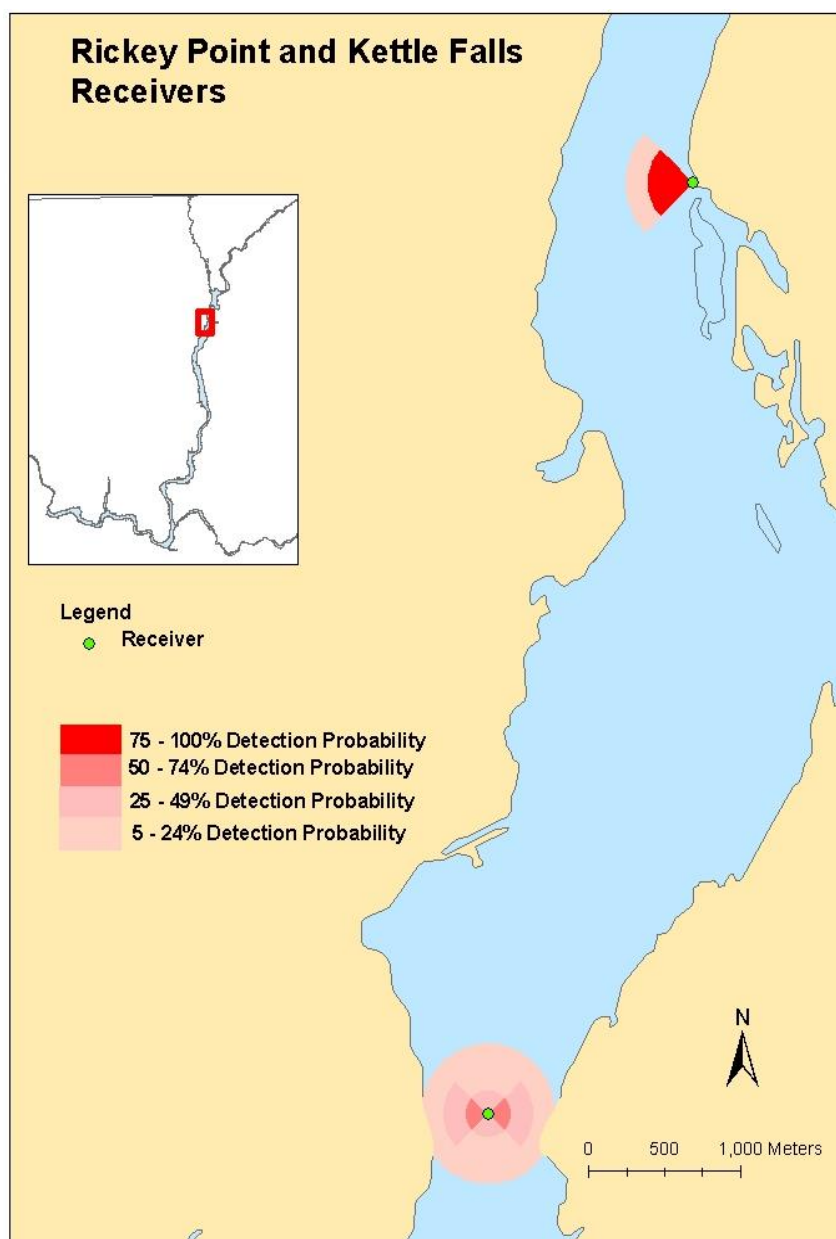 Rickey Point and Kettle Falls
Receivers
Legend
Receiver
75 - 100% Detection Probability
50 - 74% Detection Probability
25 - 49% Detection Probability
5 - 24% Detection Probability
N
0 500 1,000 Meters